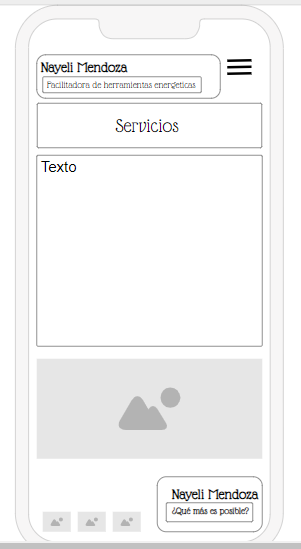 Nayeli Mendoza
Facilitadora de herramientas energeticas
Servicios
Texto
Nayeli Mendoza
¿Qué más es posible?